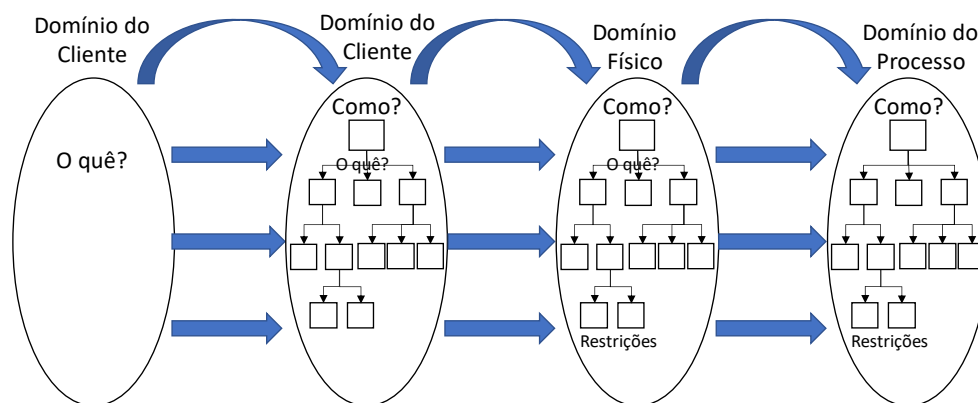 Domínio do
Cliente
Domínio do
Cliente
Domínio
Físico
Domínio do
Processo
O quê?
Como?
O quê?
Como?
O quê?
Restrições
Como?
Restrições